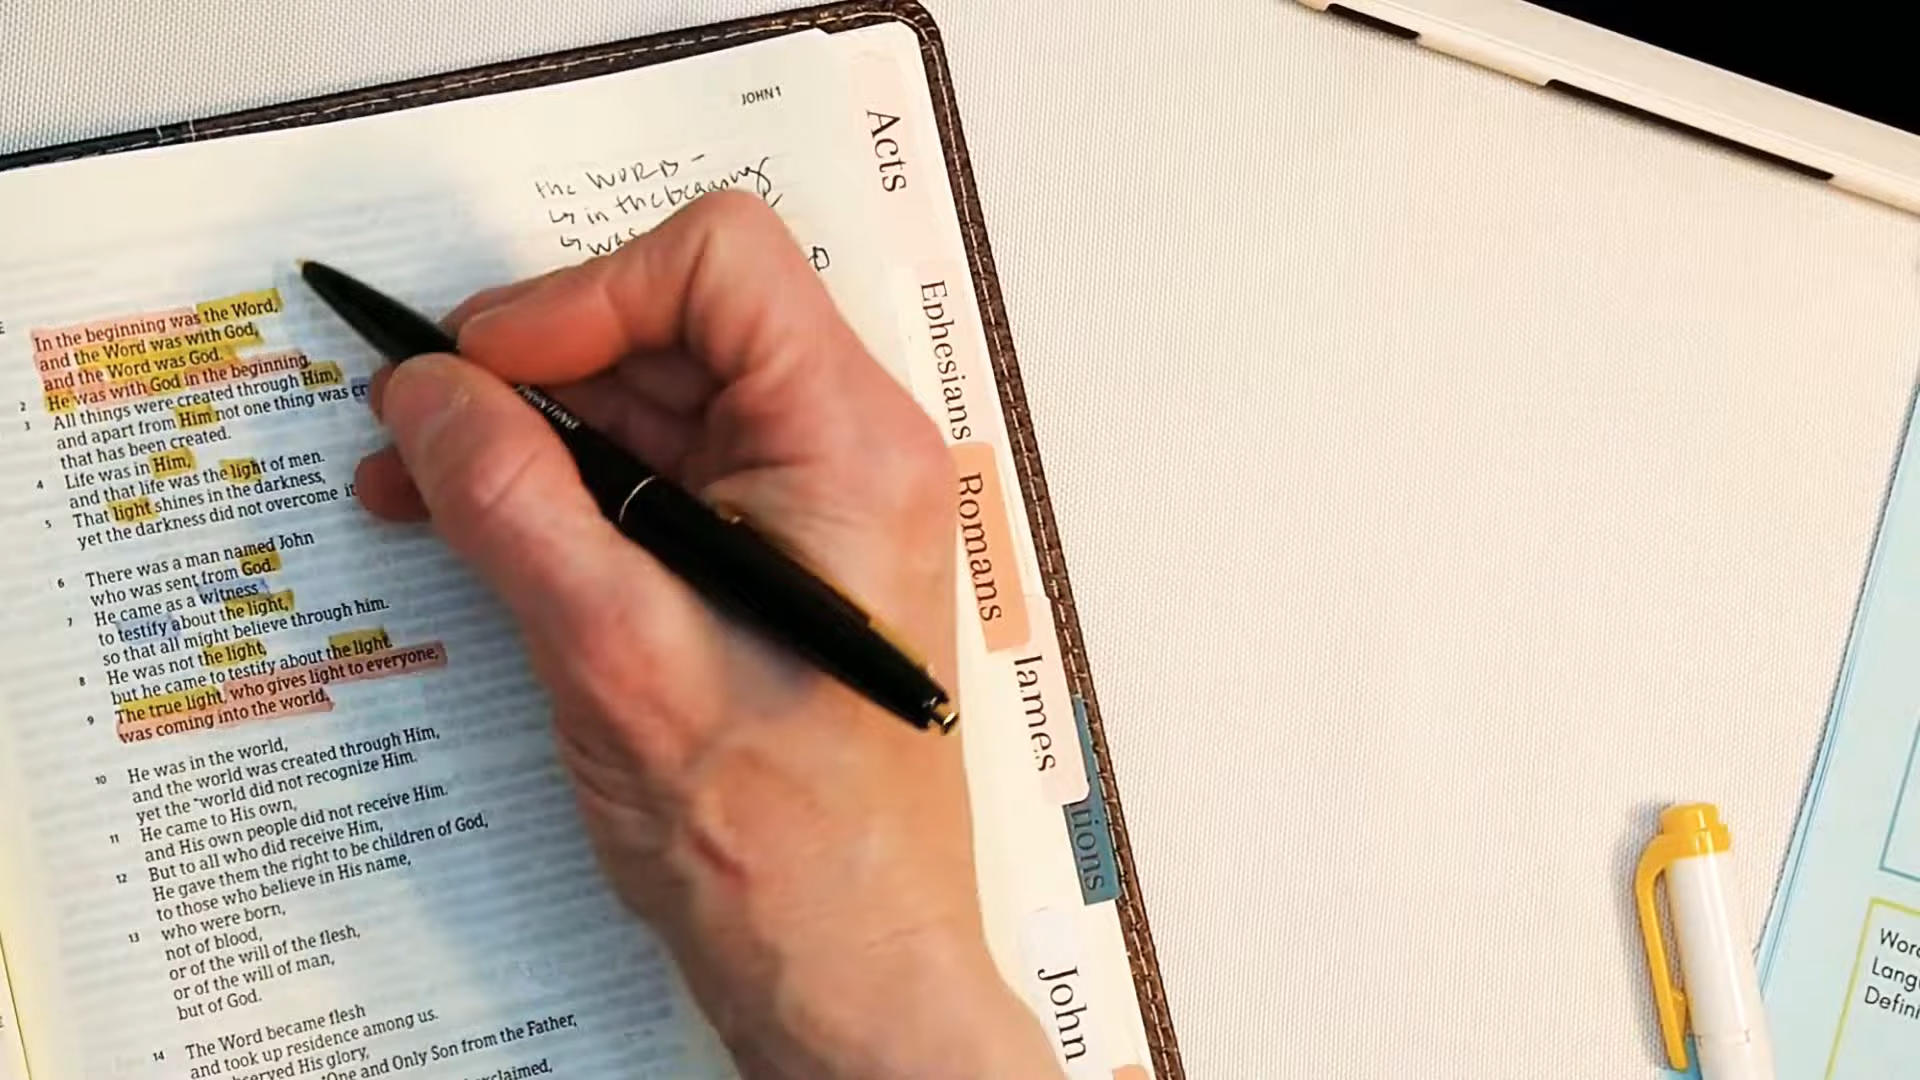 JOHN 1
the WORD –
↳ in the beginning
↳ was
In the beginning was the Word,
and the Word was with God,
and the Word was God.
2 He was with God in the beginning.
3 All things were created through Him,
and apart from Him not one thing was cr
that has been created.
4 Life was in Him,
and that life was the light of men.
5 That light shines in the darkness,
yet the darkness did not overcome it
6 There was a man named John
who was sent from God.
7 He came as a witness
to testify about the light,
so that all might believe through him.
8 He was not the light,
but he came to testify about the light.
9 The true light, who gives light to everyone,
was coming into the world.
10 He was in the world,
and the world was created through Him,
yet the world did not recognize Him.
11 He came to His own,
and His own people did not receive Him.
12 But to all who did receive Him,
He gave them the right to be children of God,
to those who believe in His name,
13 who were born,
not of blood,
or of the will of the flesh,
or of the will of man,
but of God.
14 The Word became flesh
and took up residence among us.
served His glory,
One and Only Son from the Father,
xclaimed,
Acts
Ephesians
Romans
James
tions
John
Word
Lang
Defini